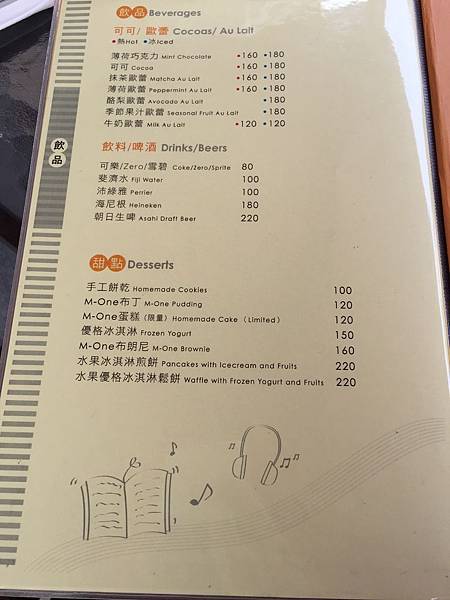 飲品 Beverages
可可/ 歐蕾 Cocoas/ Au Lait
•熱Hot •冰Iced
薄荷巧克力 Mint Chocolate •160 •180
可可 Cocoa •160 •180
抹茶歐蕾 Matcha Au Lait •160 •180
薄荷歐蕾 Peppermint Au Lait •160 •180
酪梨歐蕾 Avocado Au Lait •180
季節果汁歐蕾 Seasonal Fruit Au Lait •180
牛奶歐蕾 Milk Au Lait •120 •120
飲品
飲料/啤酒 Drinks/Beers
可樂/Zero/雪碧 Coke/Zero/Sprite 80
斐濟水 Fiji Water 100
沛綠雅 Perrier 100
海尼根 Heineken 180
朝日生啤 Asahi Draft Beer 220
甜點 Desserts
手工餅乾 Homemade Cookies 100
M-One布丁 M-One Pudding 120
M-One蛋糕（限量）Homemade Cake（Limited） 120
優格冰淇淋 Frozen Yogurt 150
M-One布朗尼 M-One Brownie 160
水果冰淇淋煎餅 Pancakes with Icecream and Fruits 220
水果優格冰淇淋鬆餅 Waffle with Frozen Yogurt and Fruits 220